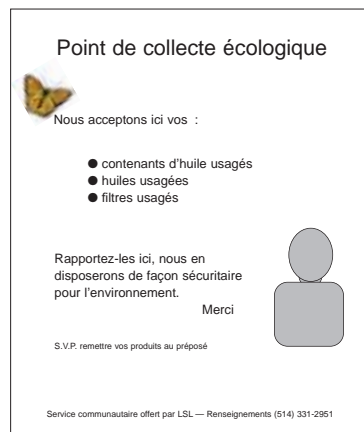 Point de collecte écologique
Nous acceptons ici vos :
● contenants d'huile usagés
● huiles usagées
● filtres usagés
Rapportez-les ici, nous en
disposerons de façon sécuritaire
pour l'environnement.
Merci
S.V.P. remettre vos produits au préposé
Service communautaire offert par LSL — Renseignements (514) 331-2951